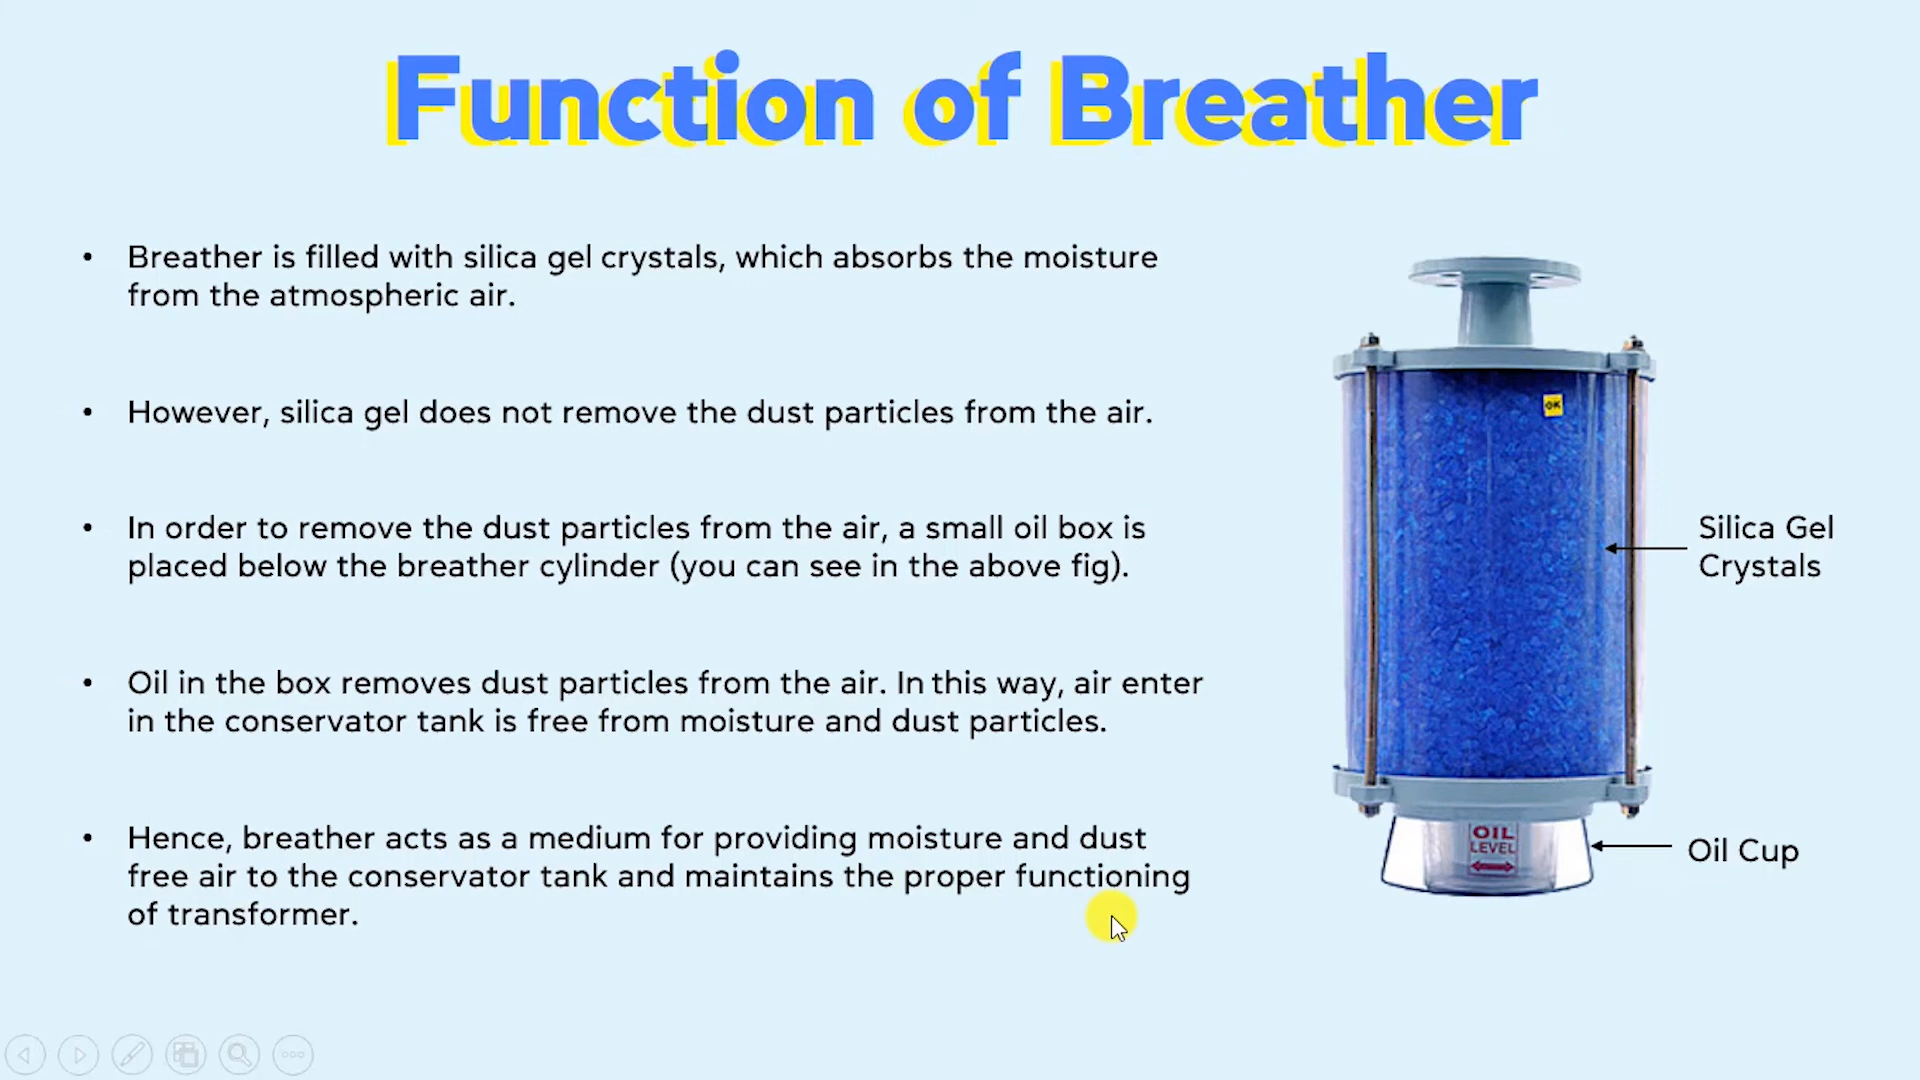 Function of Breather
• Breather is filled with silica gel crystals, which absorbs the moisture
from the atmospheric air.
• However, silica gel does not remove the dust particles from the air.
• In order to remove the dust particles from the air, a small oil box is
placed below the breather cylinder (you can see in the above fig).
• Oil in the box removes dust particles from the air. In this way, air enter
in the conservator tank is free from moisture and dust particles.
• Hence, breather acts as a medium for providing moisture and dust
free air to the conservator tank and maintains the proper functioning
of transformer.
OK
Silica Gel
Crystals
OIL
LEVEL
Oil Cup